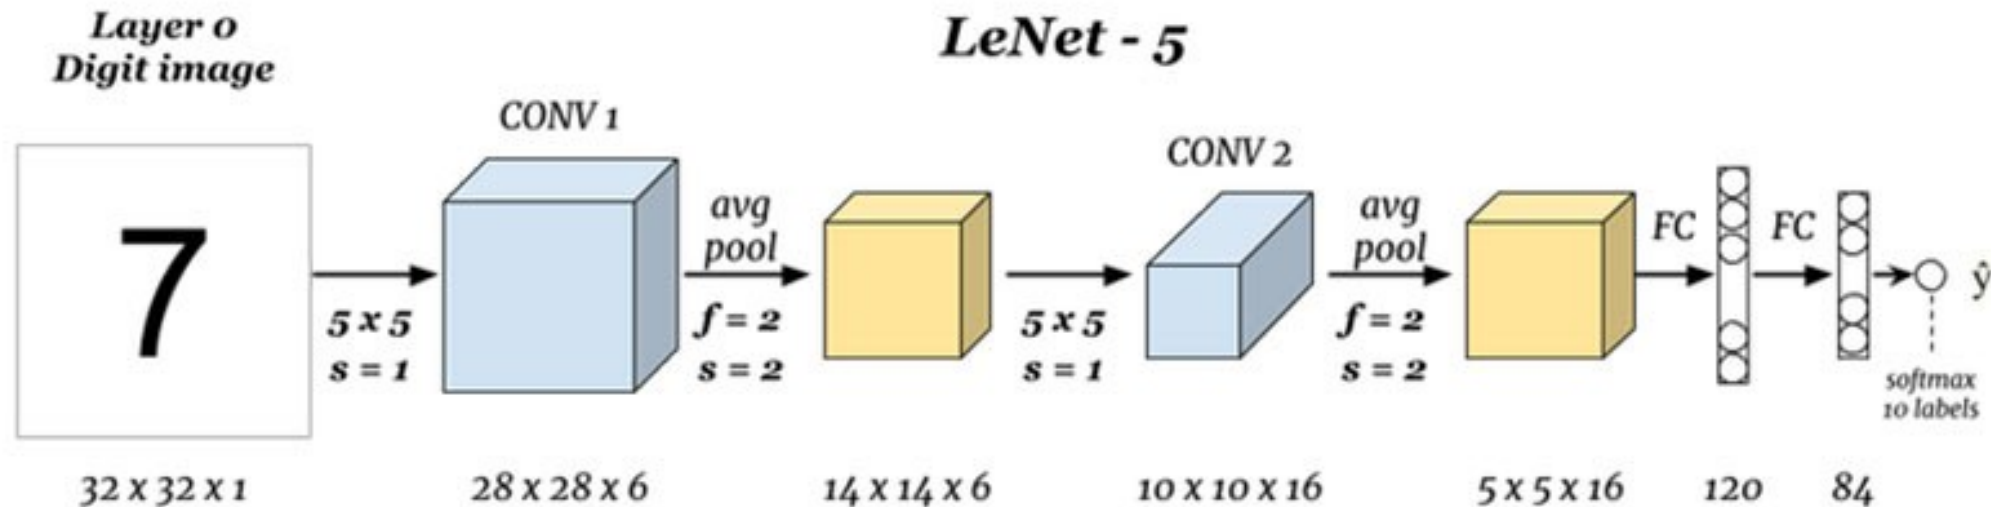 Layer 0
Digit image
LeNet - 5
7
5 x 5
s = 1
CONV 1
avg
pool
f = 2
s = 2
5 x 5
s = 1
CONV 2
avg
pool
f = 2
s = 2
FC
FC
ŷ
softmax
10 labels
32 x 32 x 1
28 x 28 x 6
14 x 14 x 6
10 x 10 x 16
5 x 5 x 16
120
84